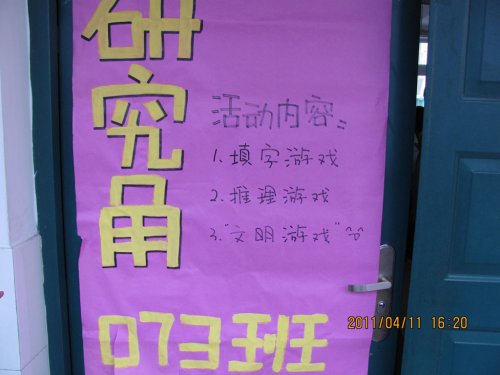 研究角
活动内容:
1. 填字游戏
2. 推理游戏
3. "文明游戏"
073班
2011/04/11 16:20